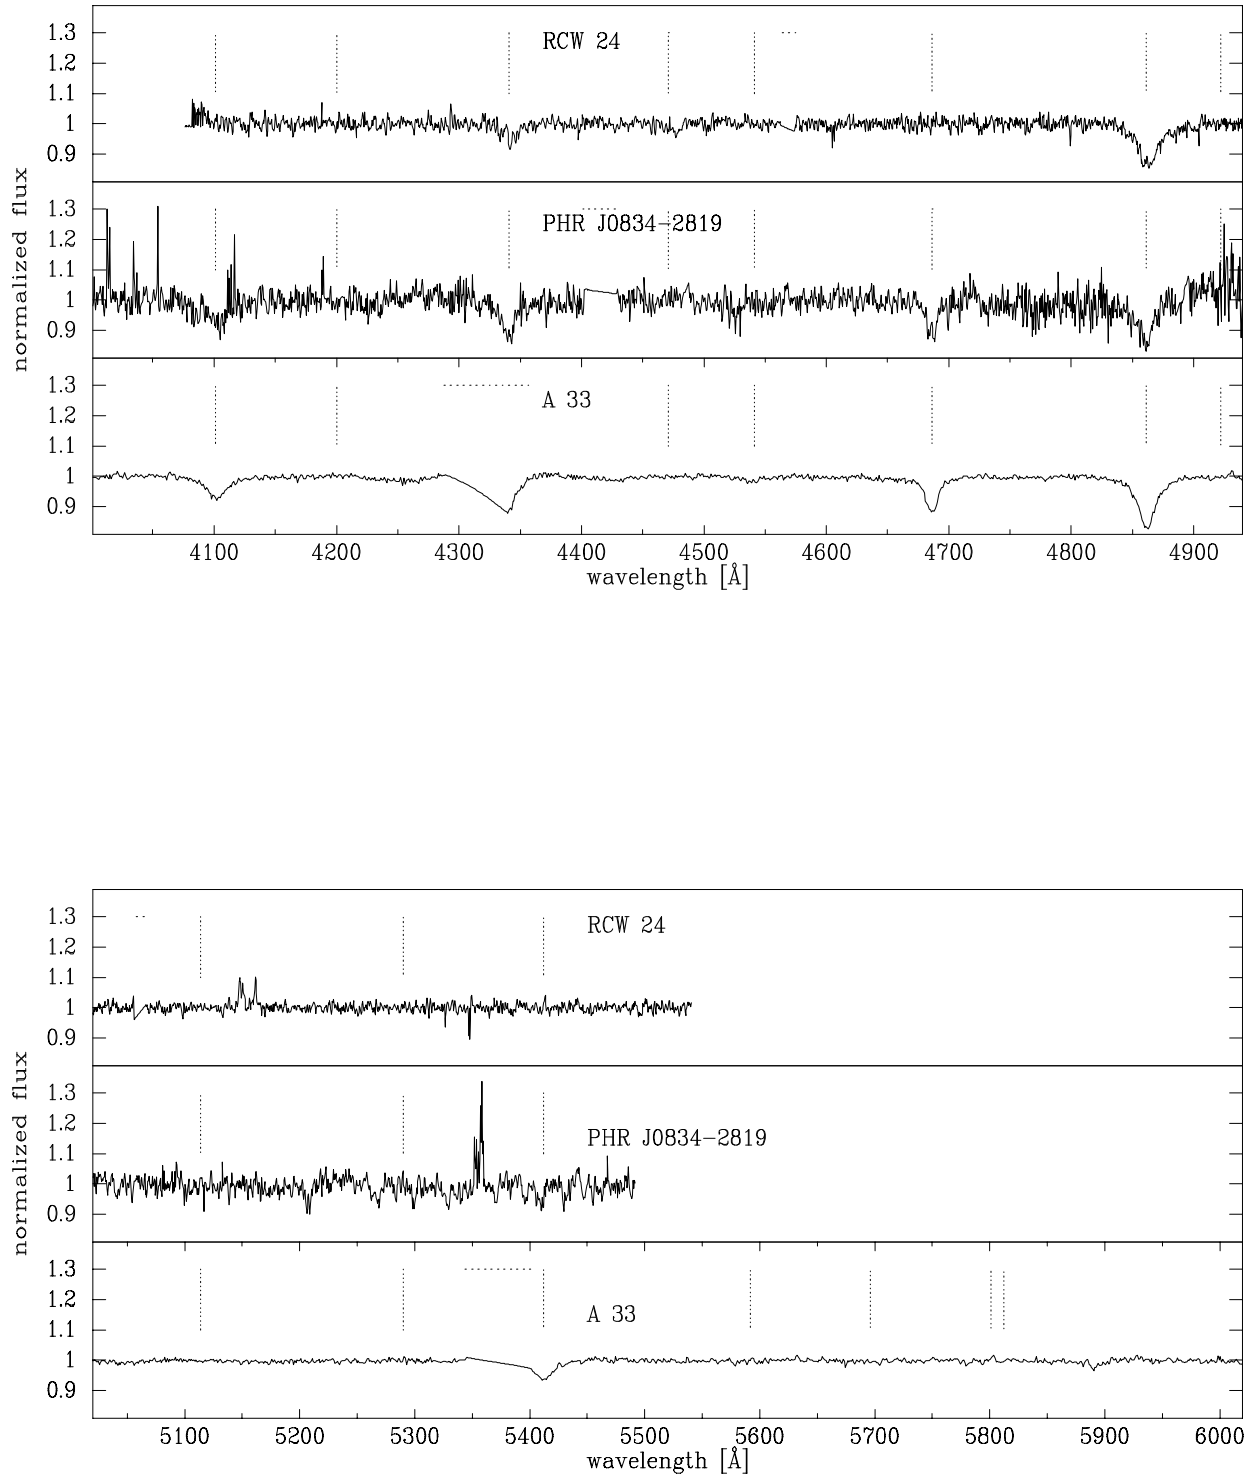 1.3
1.2
1.1
1
0.9
RCW 24
1.3
1.2
1.1
1
0.9
PHR J0834−2819
normalized flux
1.3
1.2
1.1
1
0.9
A 33
4100 4200 4300 4400 4500 4600 4700 4800 4900
wavelength [Å]
1.3
1.2
1.1
1
0.9
RCW 24
1.3
1.2
1.1
1
0.9
PHR J0834−2819
normalized flux
1.3
1.2
1.1
1
0.9
A 33
5100 5200 5300 5400 5500 5600 5700 5800 5900 6000
wavelength [Å]